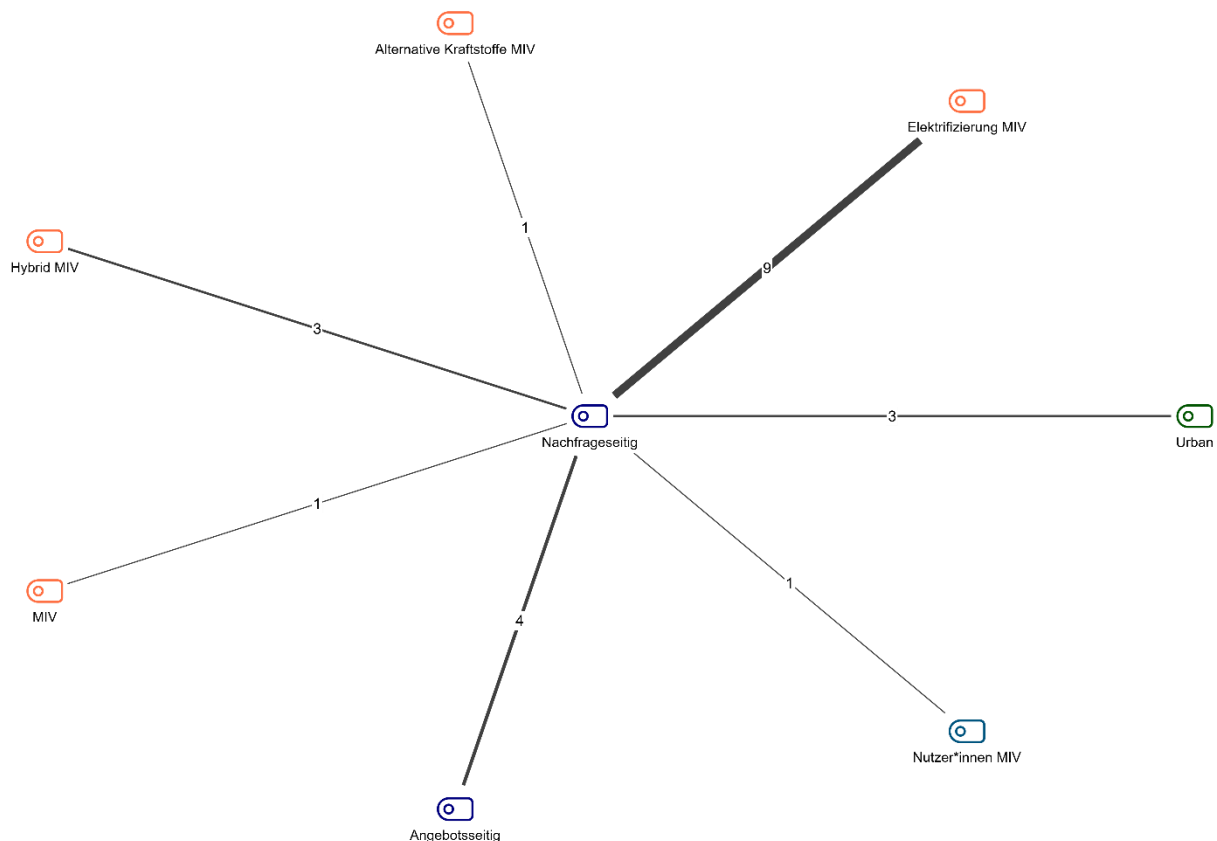 Alternative Kraftstoffe MIV
Elektrifizierung MIV
1
Hybrid MIV
9
3
Nachfrageseitig
3
Urban
1
MIV
1
4
Nutzer*innen MIV
Angebotsseitig